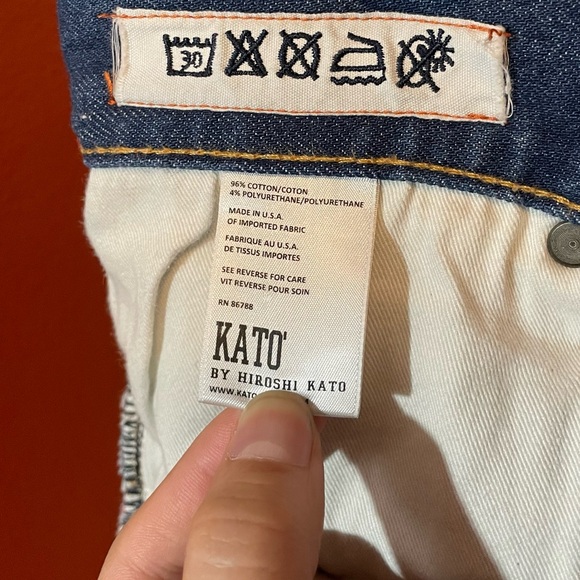 30
96% COTTON/COTON
4% POLYURETHANE/POLYURETHANE
MADE IN U.S.A.
OF IMPORTED FABRIC
FABRIQUE AU U.S.A.
DE TISSUS IMPORTES
SEE REVERSE FOR CARE
VIT REVERSE POUR SOIN
RN 86788
KATO'
BY HIROSHI KATO